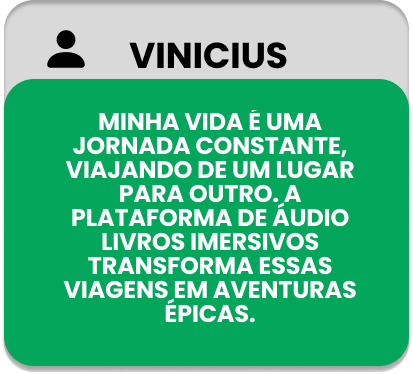 VINICIUS
MINHA VIDA É UMA
JORNADA CONSTANTE,
VIAJANDO DE UM LUGAR
PARA OUTRO. A
PLATAFORMA DE ÁUDIO
LIVROS IMERSIVOS
TRANSFORMA ESSAS
VIAGENS EM AVENTURAS
ÉPICAS.